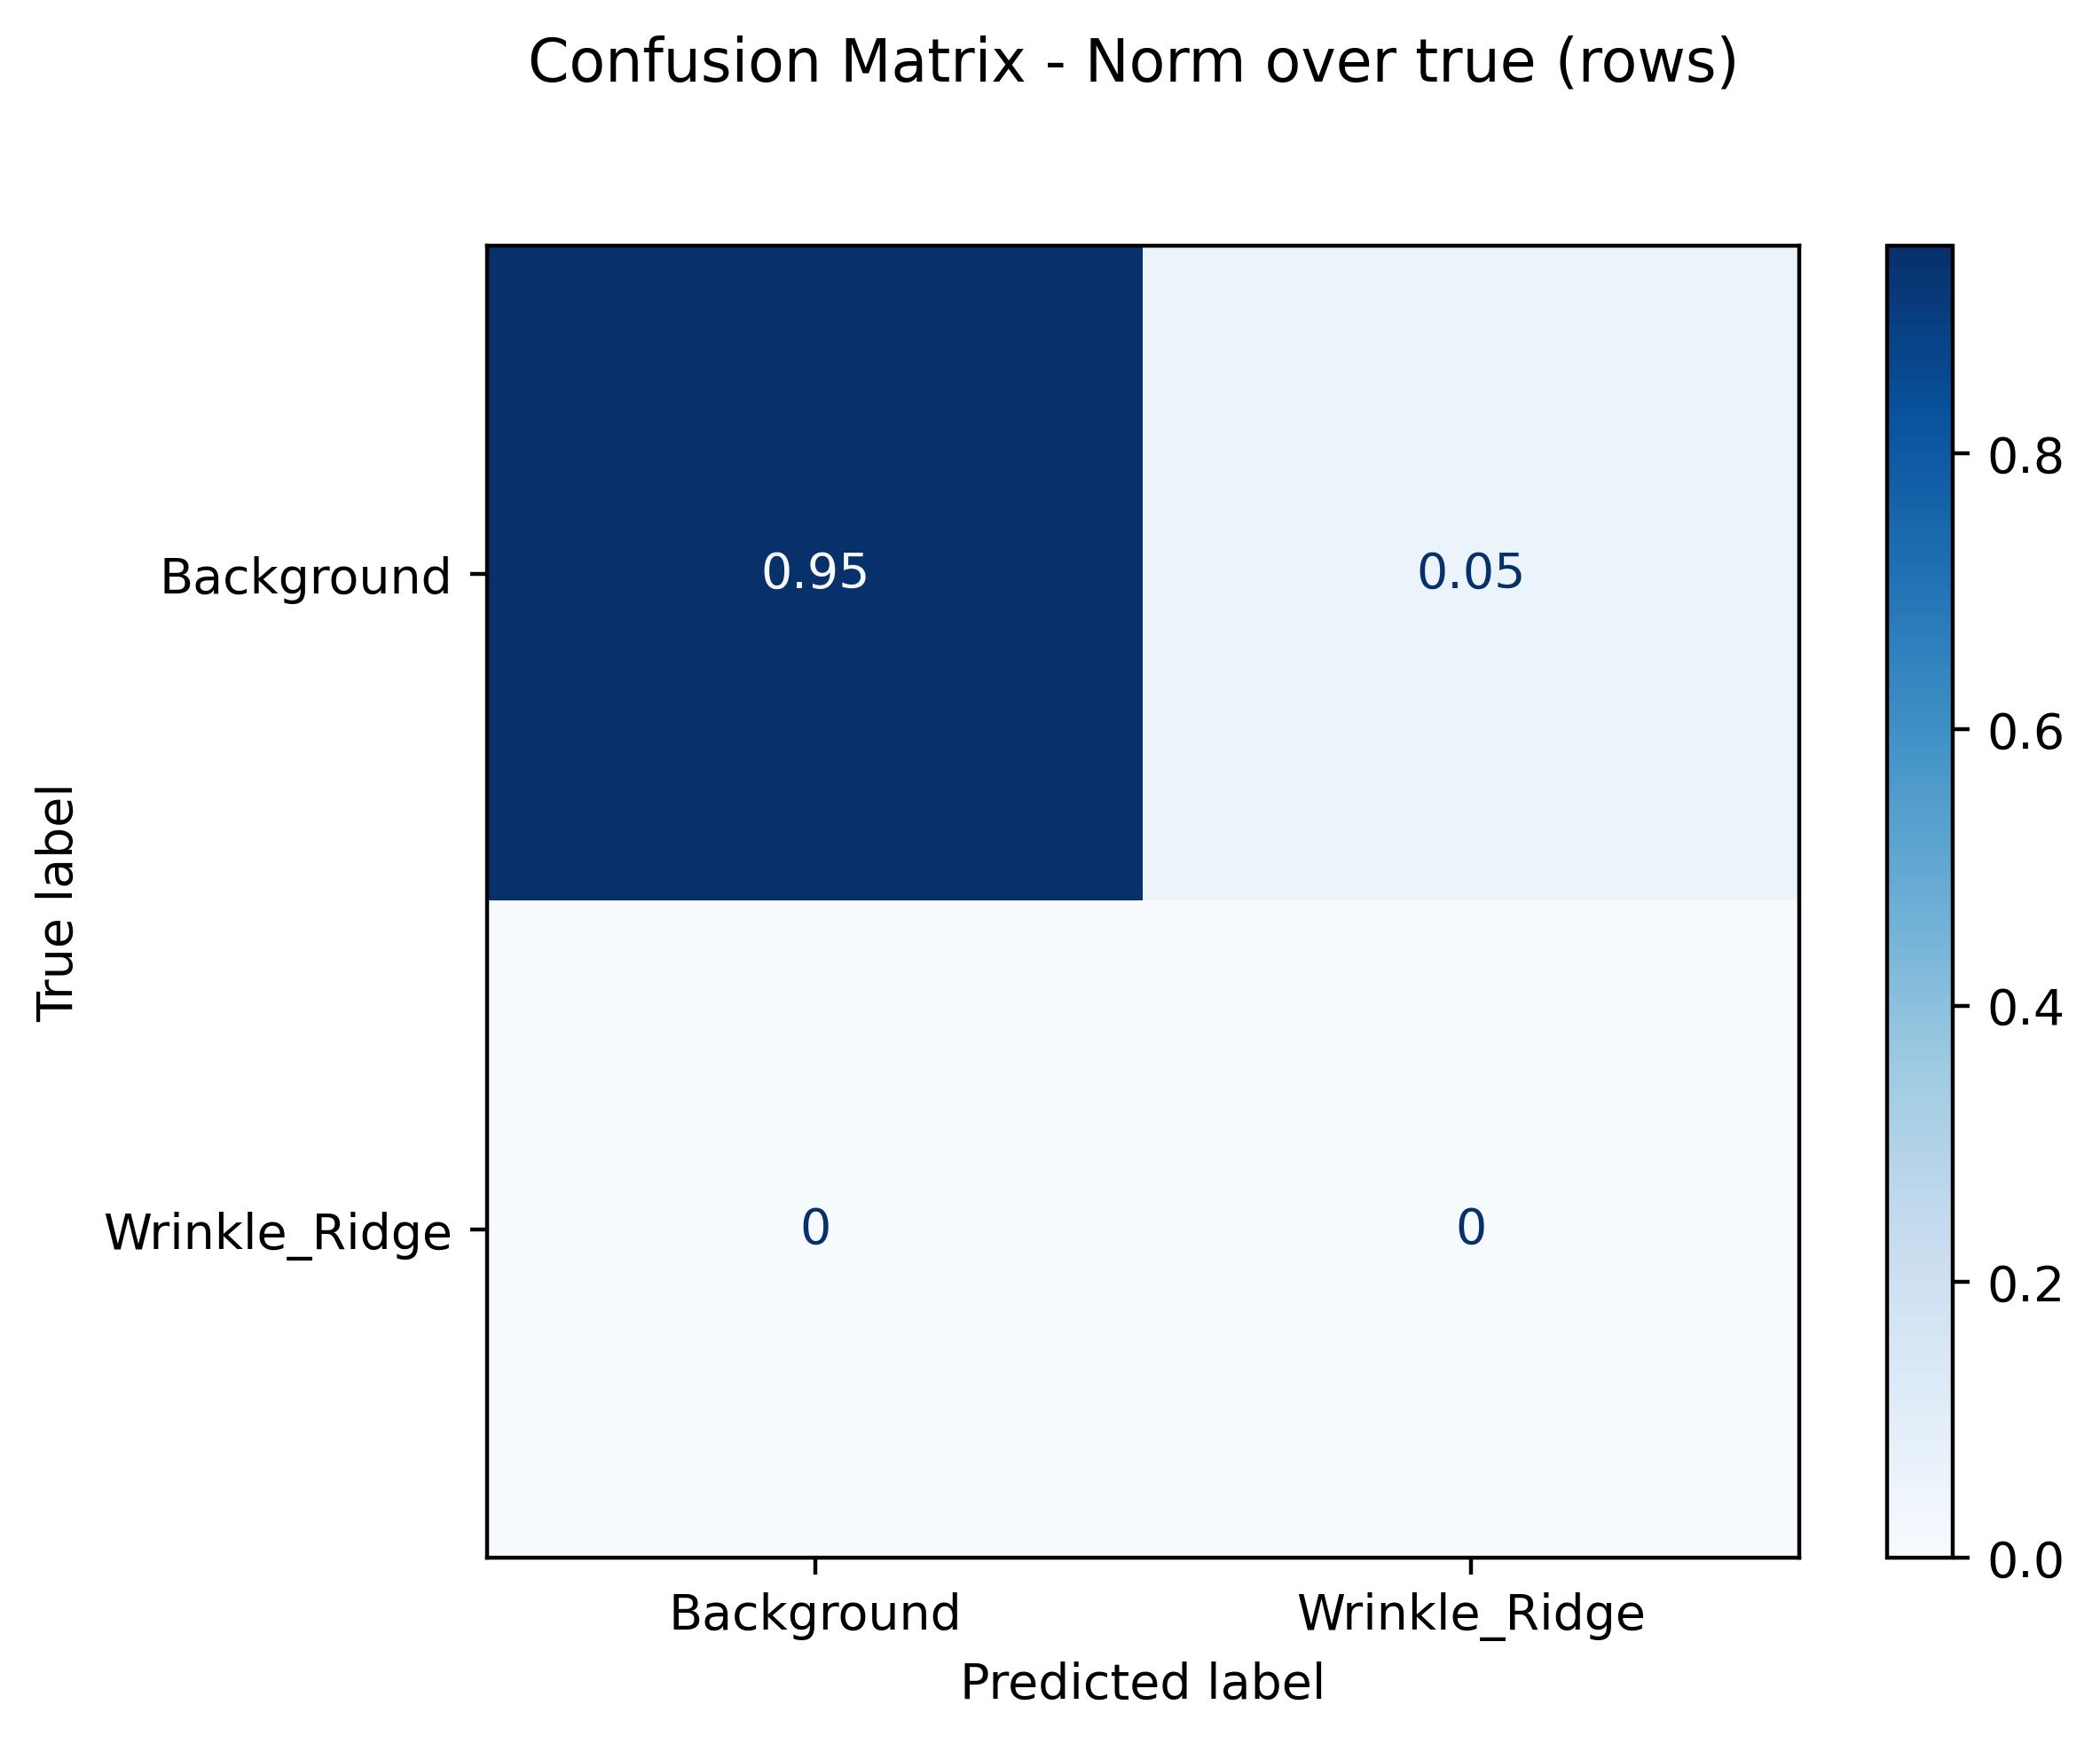 Confusion Matrix - Norm over true (rows)
Background
0.95
0.05
Wrinkle_Ridge
0
0
True label
Background
Wrinkle_Ridge
Predicted label
0.8
0.6
0.4
0.2
0.0